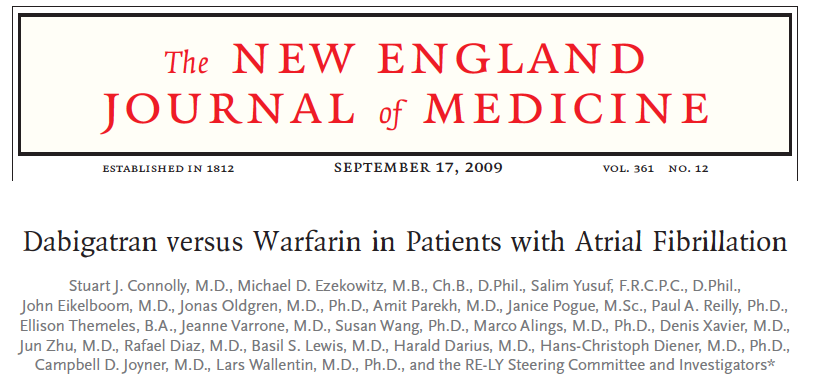 The NEW ENGLAND
JOURNAL of MEDICINE
ESTABLISHED IN 1812 SEPTEMBER 17, 2009 VOL. 361 NO. 12
Dabigatran versus Warfarin in Patients with Atrial Fibrillation
Stuart J. Connolly, M.D., Michael D. Ezekowitz, M.B., Ch.B., D.Phil., Salim Yusuf, F.R.C.P.C., D.Phil.,
John Eikelboom, M.D., Jonas Oldgren, M.D., Ph.D., Amit Parekh, M.D., Janice Pogue, M.Sc., Paul A. Reilly, Ph.D.,
Ellison Themeles, B.A., Jeanne Varrone, M.D., Susan Wang, Ph.D., Marco Alings, M.D., Ph.D., Denis Xavier, M.D.,
Jun Zhu, M.D., Rafael Diaz, M.D., Basil S. Lewis, M.D., Harald Darius, M.D., Hans-Christoph Diener, M.D., Ph.D.,
Campbell D. Joyner, M.D., Lars Wallentin, M.D., Ph.D., and the RE-LY Steering Committee and Investigators*